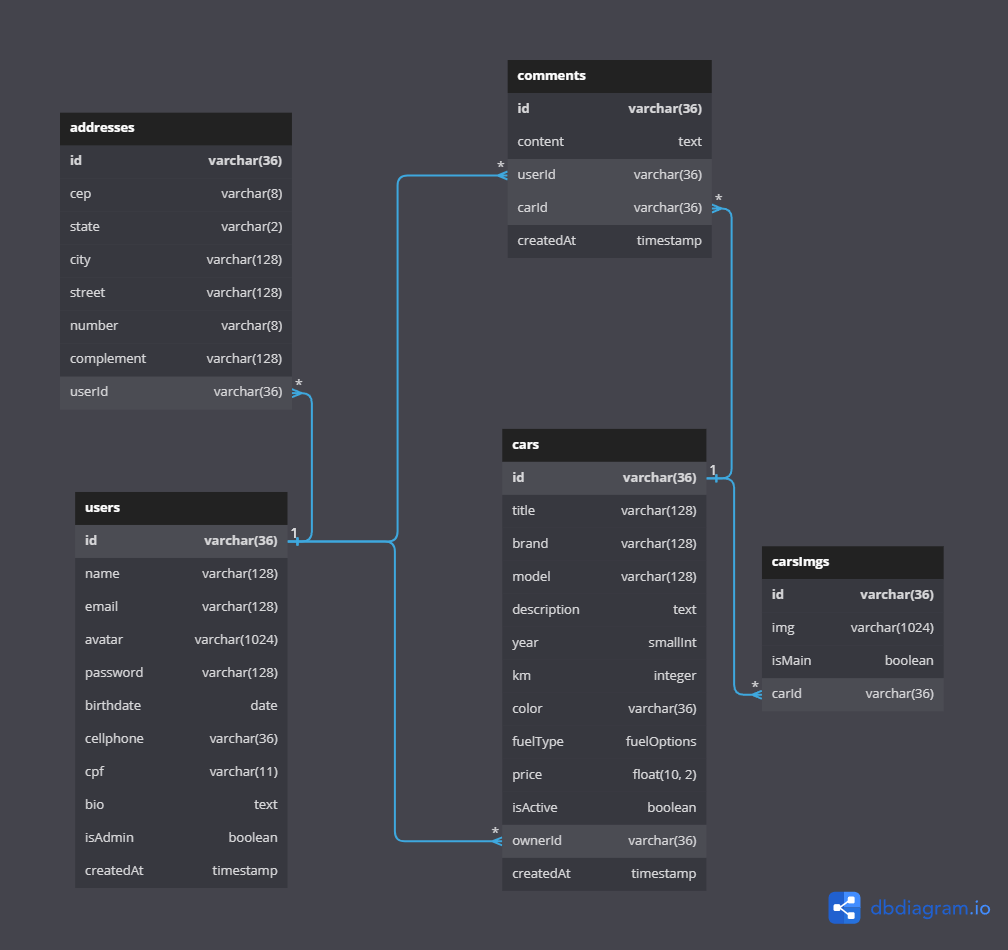 addresses
id varchar(36)
cep varchar(8)
state varchar(2)
city varchar(128)
street varchar(128)
number varchar(8)
complement varchar(128)
userId varchar(36)
*
users
id varchar(36)
1
name varchar(128)
email varchar(128)
avatar varchar(1024)
password varchar(128)
birthdate date
cellphone varchar(36)
cpf varchar(11)
bio text
isAdmin boolean
createdAt timestamp
comments
id varchar(36)
content text
*
userId varchar(36)
carId varchar(36)
*
createdAt timestamp
cars
id varchar(36)
1
title varchar(128)
brand varchar(128)
model varchar(128)
description text
year smallInt
km integer
color varchar(36)
fuelType fuelOptions
price float(10, 2)
isActive boolean
*
ownerId varchar(36)
createdAt timestamp
carsImgs
id varchar(36)
img varchar(1024)
isMain boolean
*
carId varchar(36)
dbdiagram.io